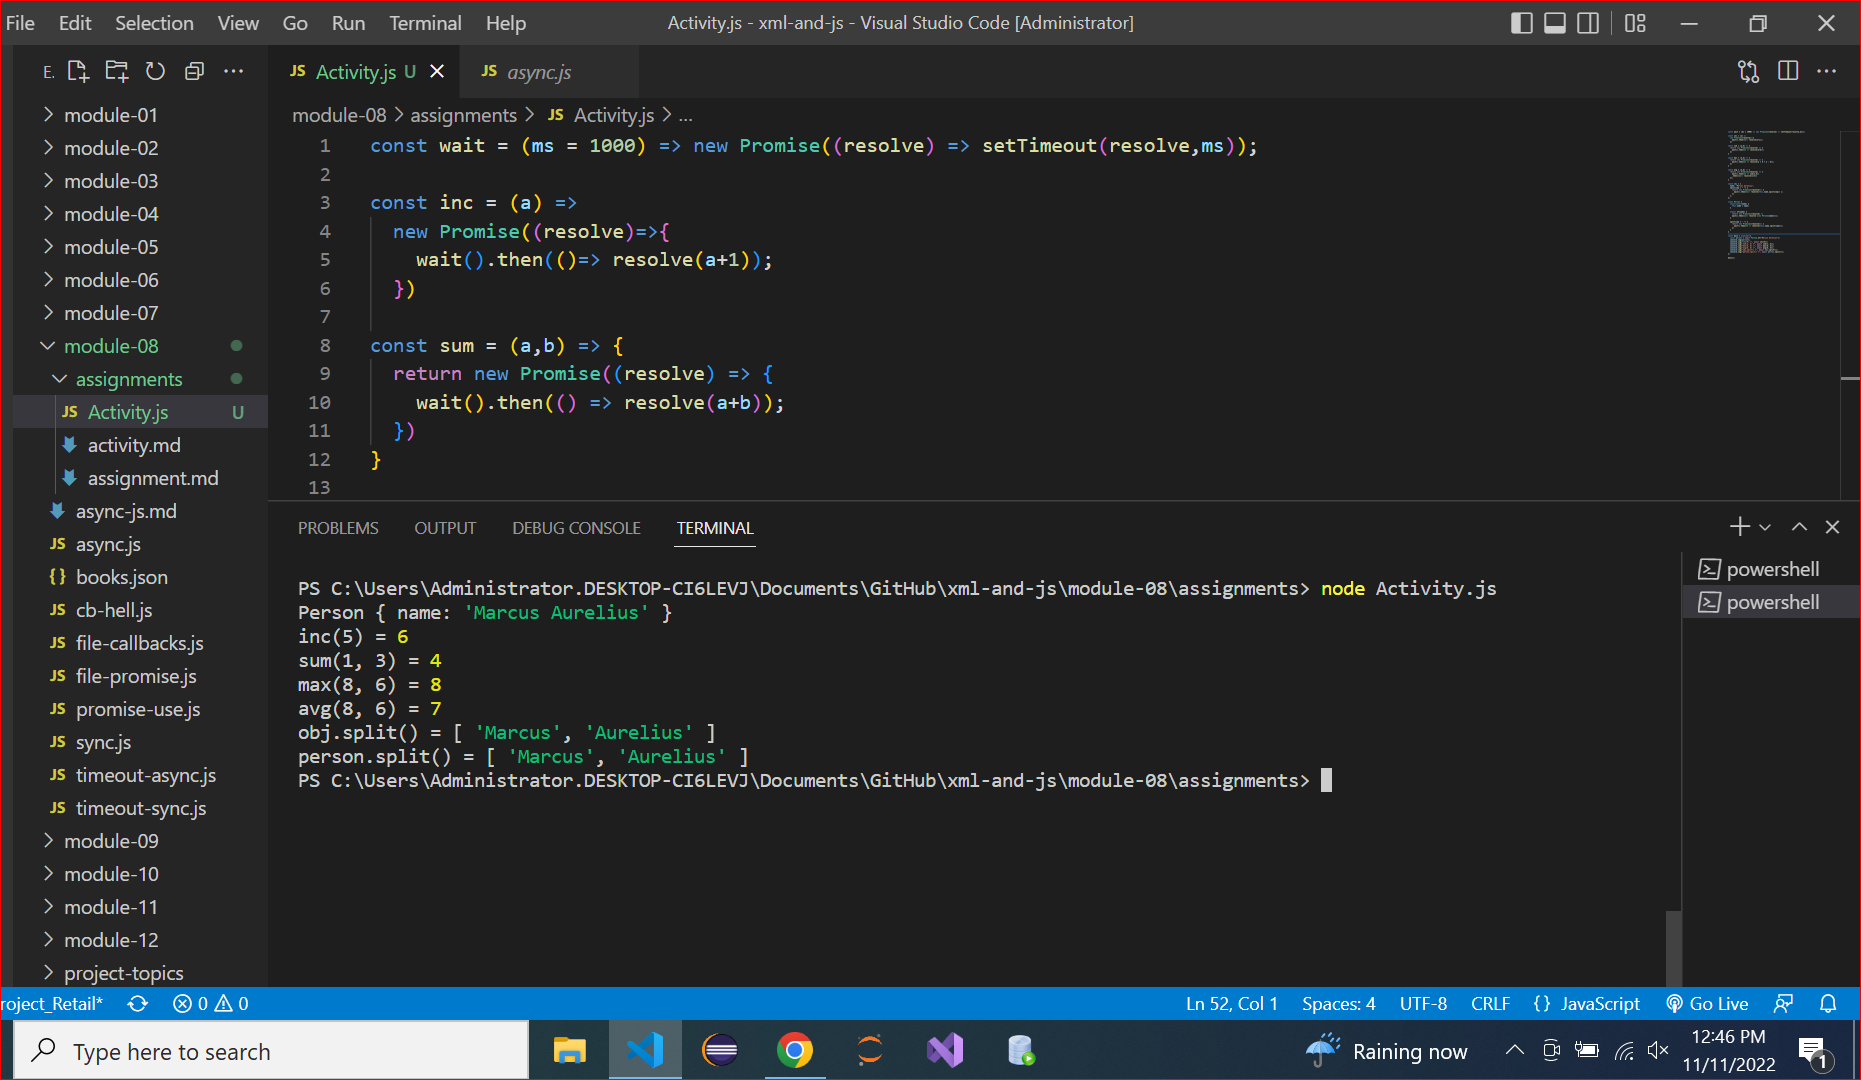 File Edit Selection View Go Run Terminal Help Activity.js - xml-and-js - Visual Studio Code [Administrator]
E.
JS Activity.js U JS async.js
module-08 > assignments > JS Activity.js > ...
module-01
module-02
module-03
module-04
module-05
module-06
module-07
module-08
assignments
JS Activity.js U
activity.md
assignment.md
async-js.md
JS async.js
{} books.json
JS cb-hell.js
JS file-callbacks.js
JS file-promise.js
JS promise-use.js
JS sync.js
JS timeout-async.js
JS timeout-sync.js
module-09
module-10
module-11
module-12
project-topics
1 const wait = (ms = 1000) => new Promise((resolve) => setTimeout(resolve,ms));
2
3 const inc = (a) =>
4 new Promise((resolve)=>{
5 wait().then(()=> resolve(a+1));
6 })
7
8 const sum = (a,b) => {
9 return new Promise((resolve) => {
10 wait().then(() => resolve(a+b));
11 })
12 }
13
PROBLEMS OUTPUT DEBUG CONSOLE TERMINAL
PS C:\Users\Administrator.DESKTOP-CI6LEVJ\Documents\GitHub\xml-and-js\module-08\assignments> node Activity.js
Person { name: 'Marcus Aurelius' }
inc(5) = 6
sum(1, 3) = 4
max(8, 6) = 8
avg(8, 6) = 7
obj.split() = [ 'Marcus', 'Aurelius' ]
person.split() = [ 'Marcus', 'Aurelius' ]
PS C:\Users\Administrator.DESKTOP-CI6LEVJ\Documents\GitHub\xml-and-js\module-08\assignments>
powershell
powershell
roject_Retail* 0 0 Ln 52, Col 1 Spaces: 4 UTF-8 CRLF {} JavaScript Go Live
Type here to search
Raining now
12:46 PM
11/11/2022
1